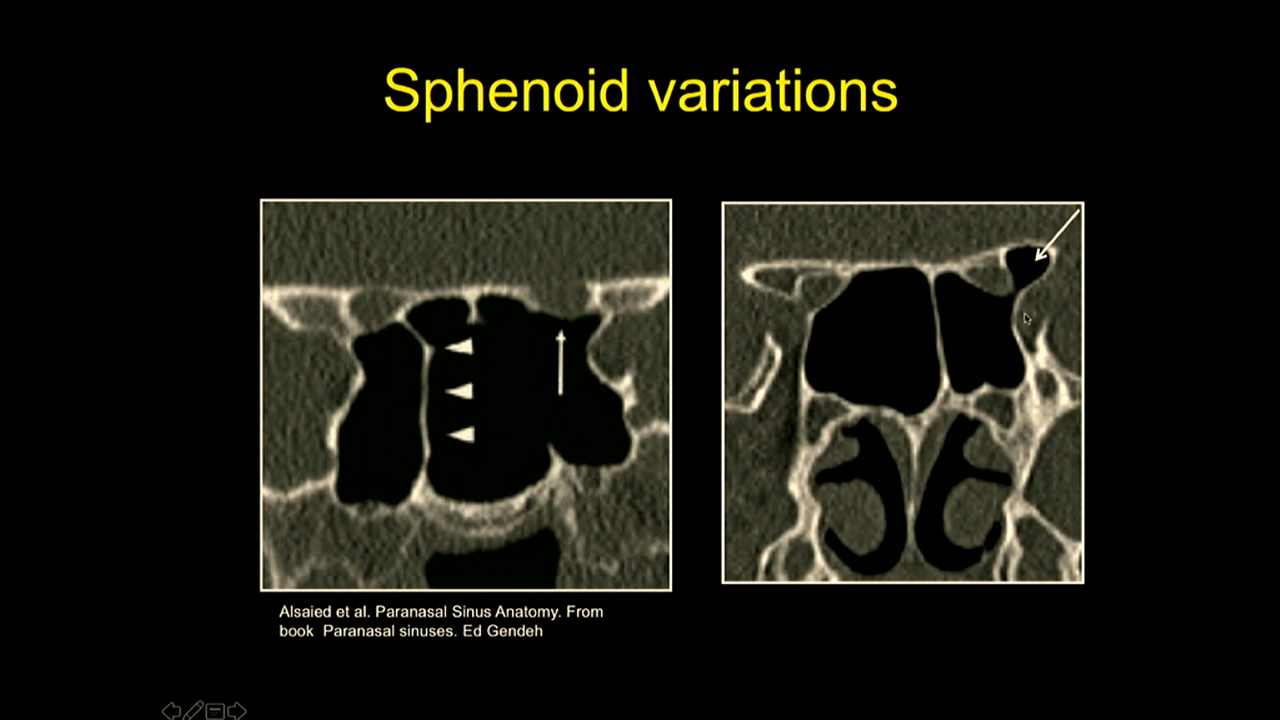 Sphenoid variations
Alsaied et al. Paranasal Sinus Anatomy. From
book  Paranasal sinuses. Ed Gendeh